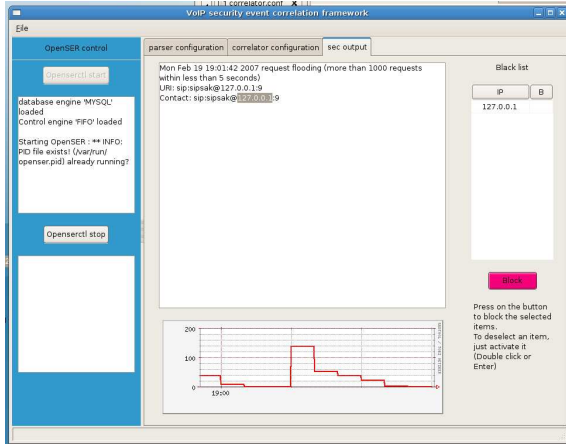 correlator.conf X
VoIP security event correlation framework
File
OpenSER control
parser configuration
correlator configuration
sec output
Openserctl start
database engine 'MYSQL'
loaded
Control engine 'FIFO' loaded
Starting OpenSER : ** INFO:
PID file exists! (/var/run/
openser.pid) already running?
Openserctl stop
Mon Feb 19 19:01:42 2007 request flooding (more than 1000 requests
within less than 5 seconds)
URI: sip:sipsak@127.0.0.1:9
Contact: sip:sipsak@127.0.0.1:9
200
100
0
19:00
Black list
IP
B
127.0.0.1
Block
Press on the button
to block the selected
items.
To deselect an item,
just activate it
(Double click or
Enter)